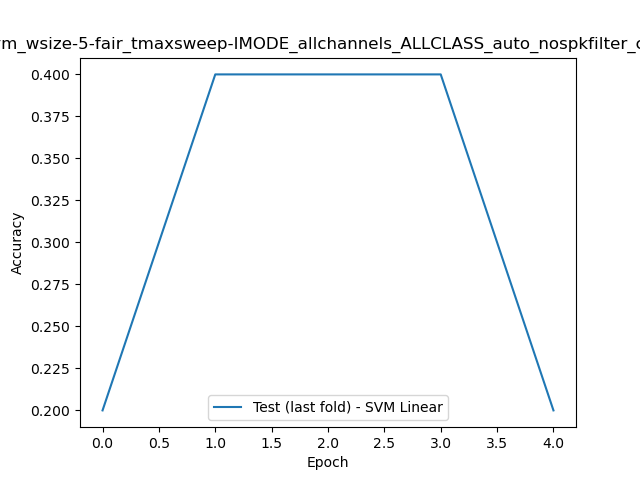 m_wsize-5-fair_tmaxsweep-IMODE_allchannels_ALLCLASS_auto_nospkfilter_
0.400
0.375
0.350
0.325
0.300
0.275
0.250
0.225
0.200
Accuracy
Test (last fold) - SVM Linear
0.0 0.5 1.0 1.5 2.0 2.5 3.0 3.5 4.0
Epoch